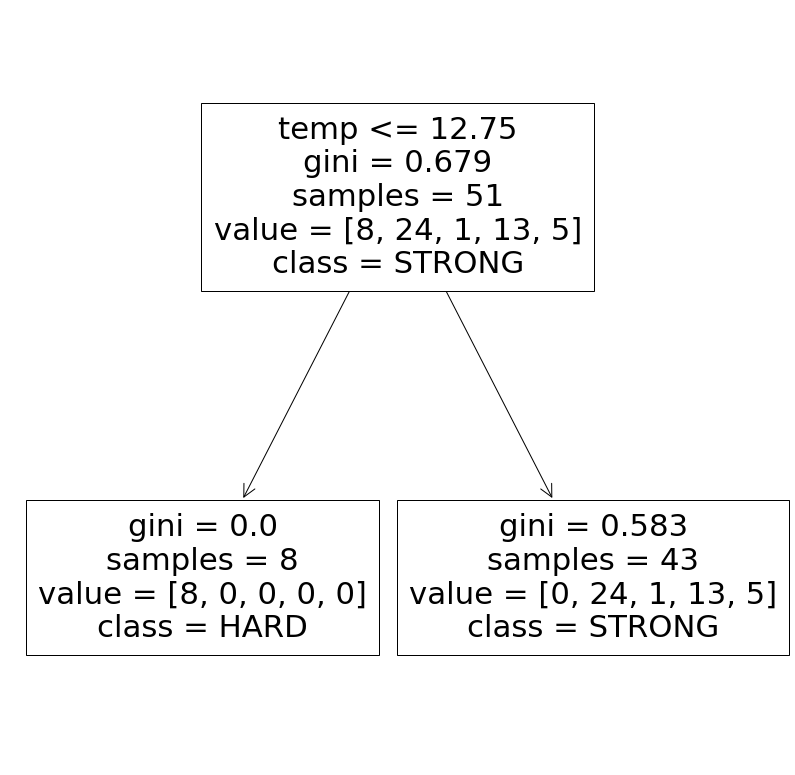 temp <= 12.75
gini = 0.679
samples = 51
value = [8, 24, 1, 13, 5]
class = STRONG
gini = 0.0
samples = 8
value = [8, 0, 0, 0, 0]
class = HARD
gini = 0.583
samples = 43
value = [0, 24, 1, 13, 5]
class = STRONG